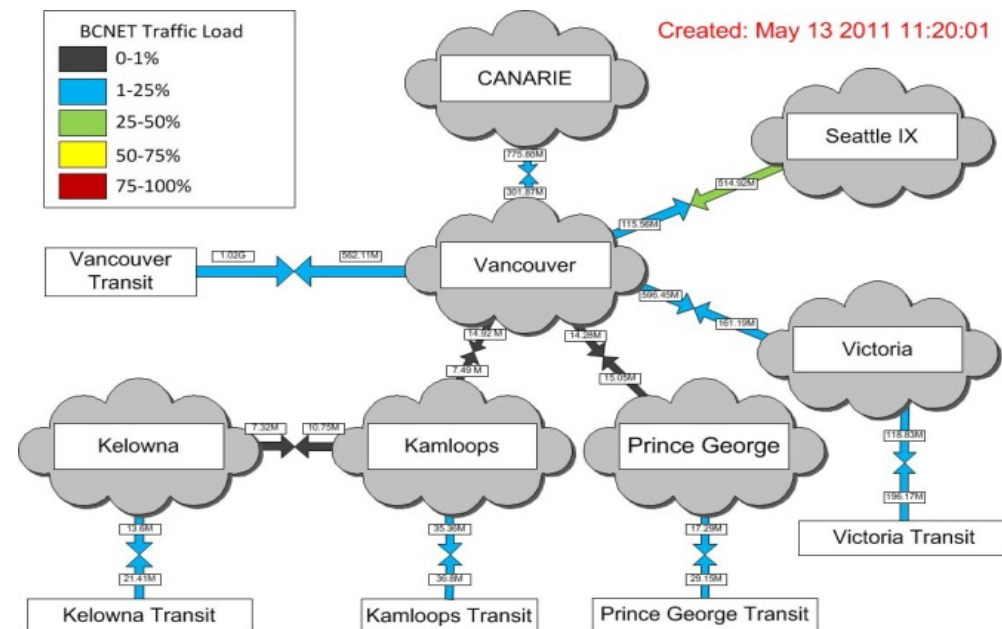 BCNET Traffic Load
0-1%
1-25%
25-50%
50-75%
75-100%
Created: May 13 2011 11:20:01
CANARIE
775.88M
301.87M
Seattle IX
514.92M
115.56M
Vancouver
Transit
1.02G
562.11M
Vancouver
596.45M
161.19M
Victoria
14.92 M
7.49 M
14.28M
15.05M
Kelowna
7.32M
10.75M
Kamloops
Prince George
118.83M
196.17M
Victoria Transit
13.6M
21.41M
Kelowna Transit
35.36M
36.8M
Kamloops Transit
17.29M
29.15M
Prince George Transit